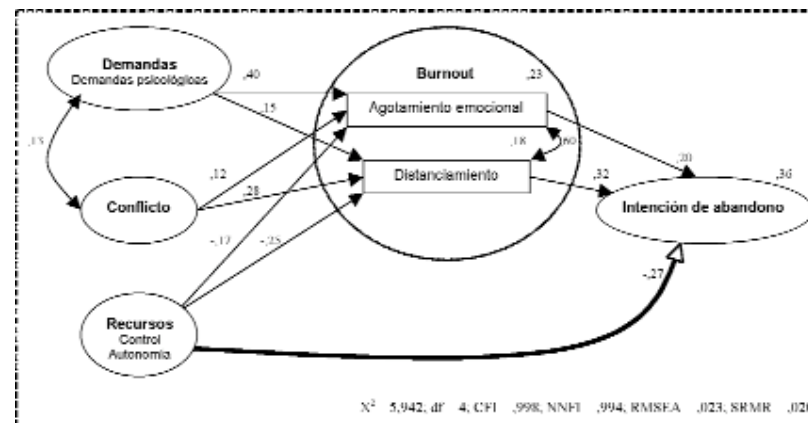 Demandas
Demandas psicológicas
,40
Burnout
,23
Agotamiento emocional
,15
,13
,18
,60
,20
,12
Distanciamiento
,32
,36
,28
Conflicto
Intención de abandono
-,17
-,25
-,27
Recursos
Control
Autonomía
X² 5,942; df 4; CFI ,998; NNFI ,994; RMSEA ,023; SRMR ,020